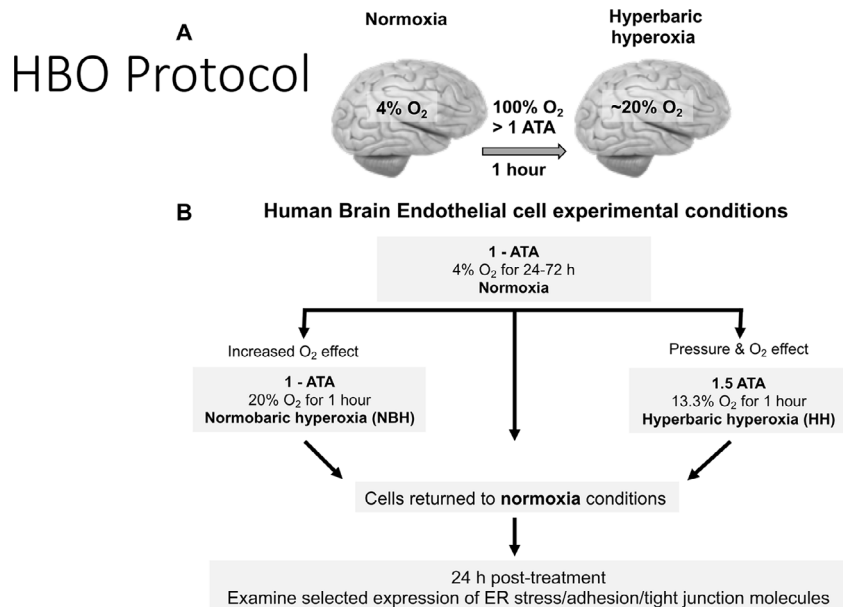 A
HBO Protocol
Normoxia
Hyperbaric
hyperoxia
4% O₂
100% O₂
> 1 ATA
1 hour
~20% O₂
B
Human Brain Endothelial cell experimental conditions
1 - ATA
4% O₂ for 24-72 h
Normoxia
Increased O₂ effect
1 - ATA
20% O₂ for 1 hour
Normobaric hyperoxia (NBH)
Pressure & O₂ effect
1.5 ATA
13.3% O₂ for 1 hour
Hyperbaric hyperoxia (HH)
Cells returned to normoxia conditions
24 h post-treatment
Examine selected expression of ER stress/adhesion/tight junction molecules